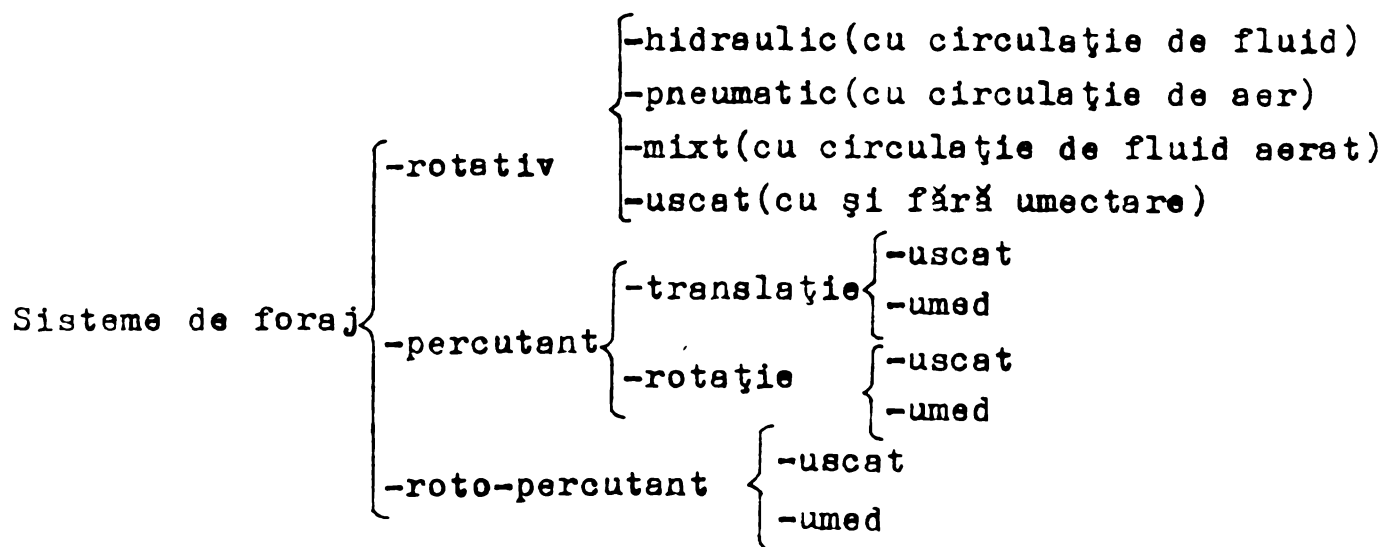 Sisteme de foraj
-rotativ
-hidraulic(cu circulaţie de fluid)
-pneumatic(cu circulaţie de aer)
-mixt(cu circulaţie de fluid aerat)
-uscat(cu şi fără umectare)
-percutant
-translaţie
-uscat
-umed
-rotaţie
-uscat
-umed
-roto-percutant
-uscat
-umed